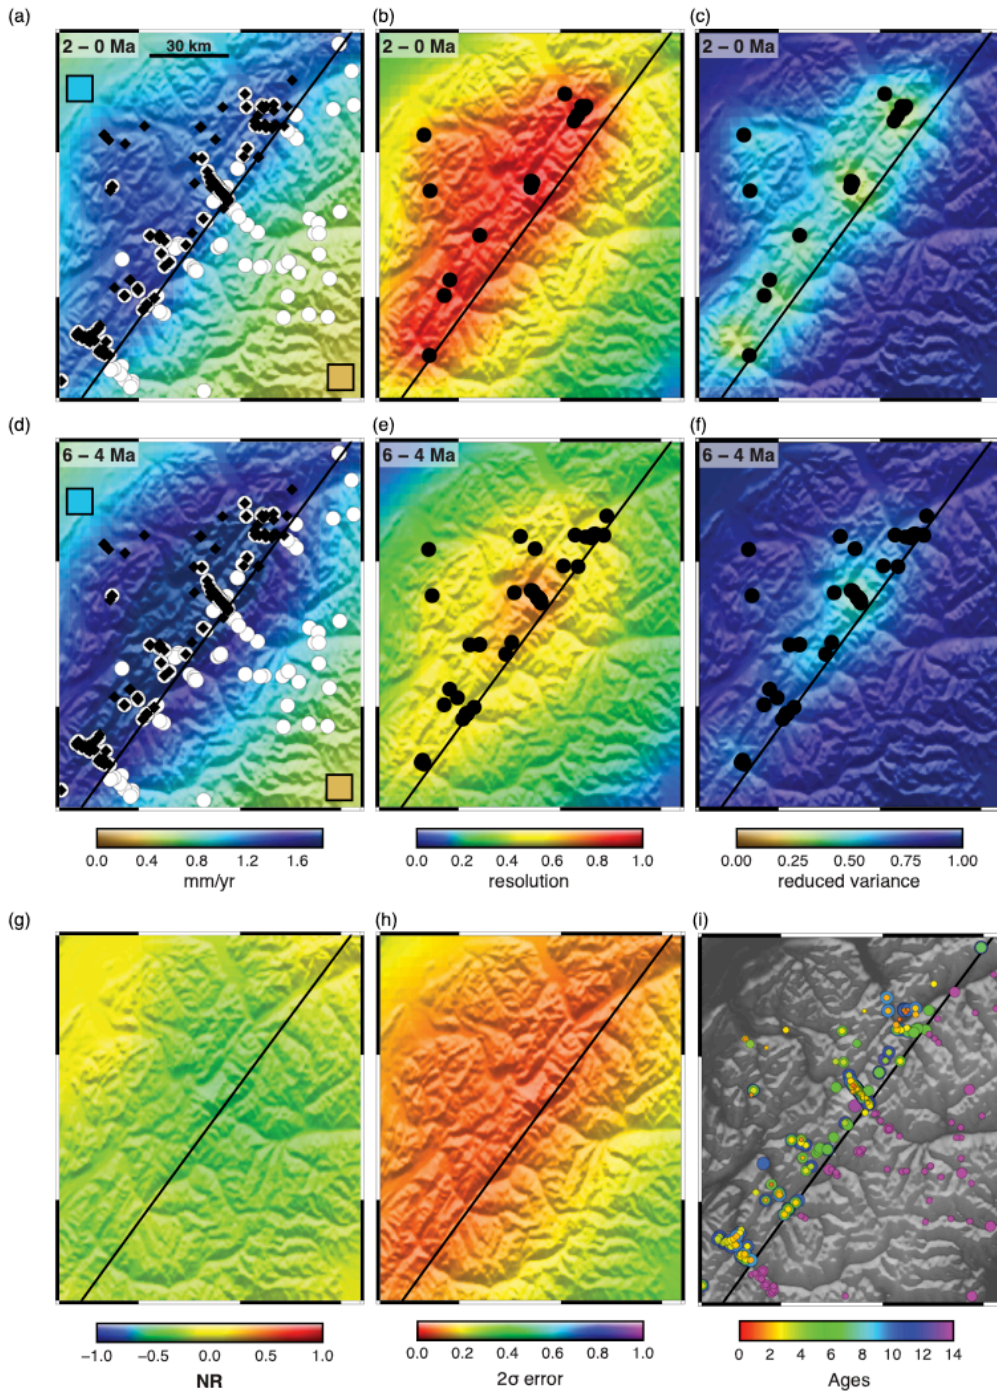 (a)
(b)
(c)
2 – 0 Ma
30 km
2 – 0 Ma
2 – 0 Ma
(d)
(e)
(f)
6 – 4 Ma
6 – 4 Ma
6 – 4 Ma
0.0 0.4 0.8 1.2 1.6
mm/yr
0.0 0.2 0.4 0.6 0.8 1.0
resolution
0.00 0.25 0.50 0.75 1.00
reduced variance
(g)
(h)
(i)
−1.0 −0.5 0.0 0.5 1.0
NR
0.0 0.2 0.4 0.6 0.8 1.0
2σ error
0 2 4 6 8 10 12 14
Ages